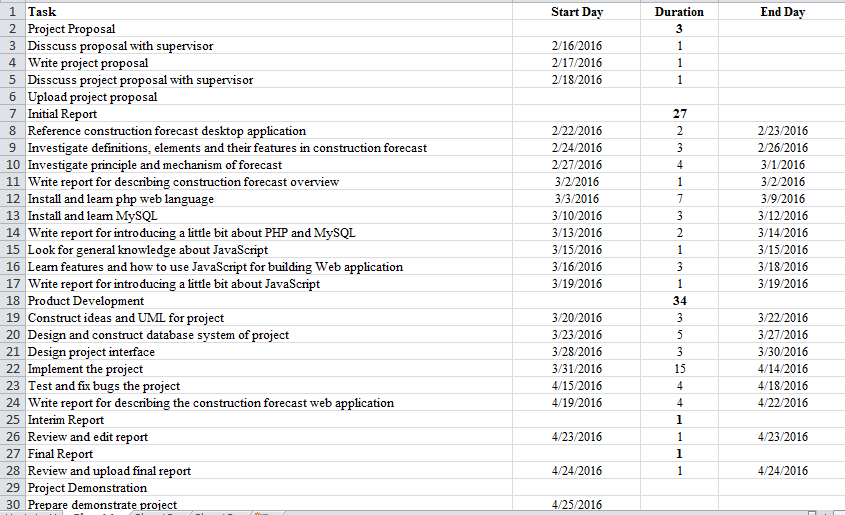 1 Task Start Day Duration End Day
2 Project Proposal 3
3 Disscuss proposal with supervisor 2/16/2016 1
4 Write project proposal 2/17/2016 1
5 Disscuss project proposal with supervisor 2/18/2016 1
6 Upload project proposal
7 Initial Report 27
8 Reference construction forecast desktop application 2/22/2016 2 2/23/2016
9 Investigate definitions, elements and their features in construction forecast 2/24/2016 3 2/26/2016
10 Investigate principle and mechanism of forecast 2/27/2016 4 3/1/2016
11 Write report for describing construction forecast overview 3/2/2016 1 3/2/2016
12 Install and learn php web language 3/3/2016 7 3/9/2016
13 Install and learn MySQL 3/10/2016 3 3/12/2016
14 Write report for introducing a little bit about PHP and MySQL 3/13/2016 2 3/14/2016
15 Look for general knowledge about JavaScript 3/15/2016 1 3/15/2016
16 Learn features and how to use JavaScript for building Web application 3/16/2016 3 3/18/2016
17 Write report for introducing a little bit about JavaScript 3/19/2016 1 3/19/2016
18 Product Development 34
19 Construct ideas and UML for project 3/20/2016 3 3/22/2016
20 Design and construct database system of project 3/23/2016 5 3/27/2016
21 Design project interface 3/28/2016 3 3/30/2016
22 Implement the project 3/31/2016 15 4/14/2016
23 Test and fix bugs the project 4/15/2016 4 4/18/2016
24 Write report for describing the construction forecast web application 4/19/2016 4 4/22/2016
25 Interim Report 1
26 Review and edit report 4/23/2016 1 4/23/2016
27 Final Report 1
28 Review and upload final report 4/24/2016 1 4/24/2016
29 Project Demonstration
30 Prepare demonstrate project 4/25/2016